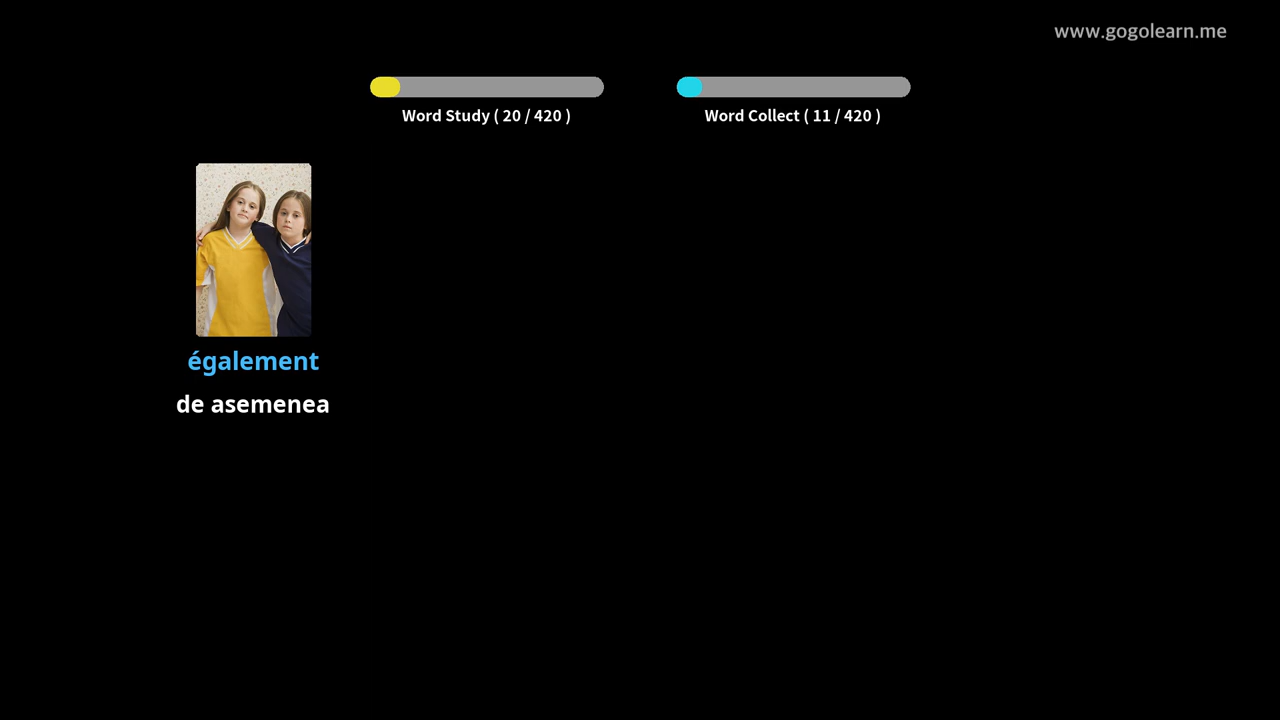 www.gogolearn.me
Word Study ( 20 / 420 )
Word Collect ( 11 / 420 )
également
de asemenea